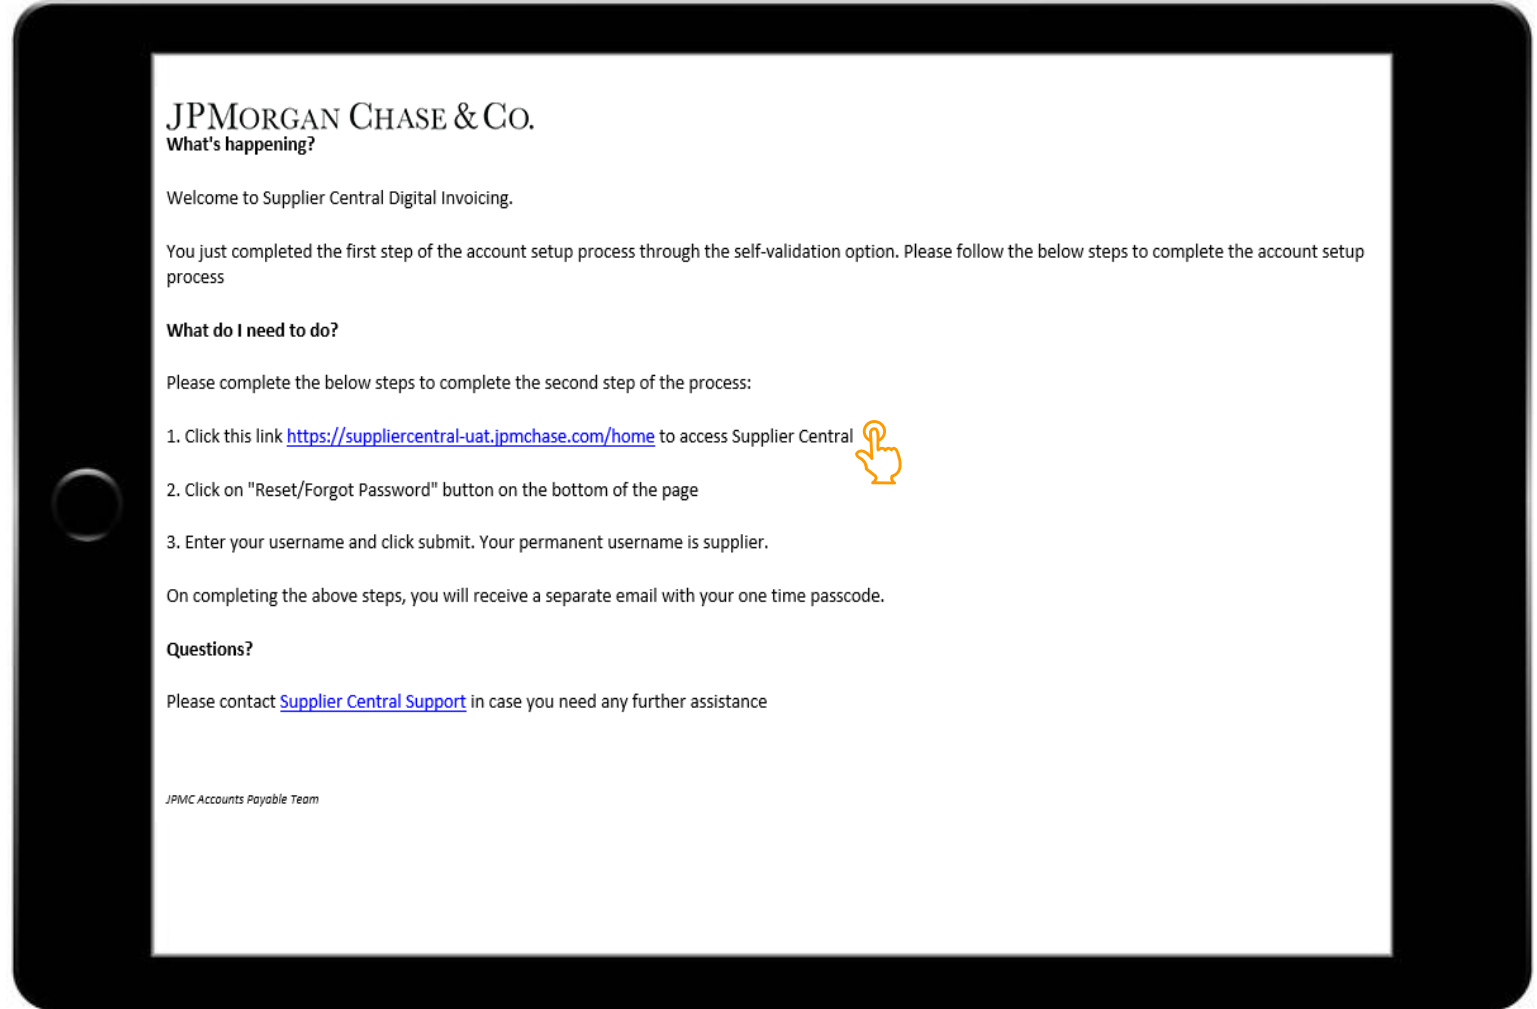 JPMORGAN CHASE & CO.
What's happening?
Welcome to Supplier Central Digital Invoicing.
You just completed the first step of the account setup process through the self-validation option. Please follow the below steps to complete the account setup
process
What do I need to do?
Please complete the below steps to complete the second step of the process:
1. Click this link https://suppliercentral-uat.jpmchase.com/home to access Supplier Central
2. Click on "Reset/Forgot Password" button on the bottom of the page
3. Enter your username and click submit. Your permanent username is supplier.
On completing the above steps, you will receive a separate email with your one time passcode.
Questions?
Please contact Supplier Central Support in case you need any further assistance
JPMC Accounts Payable Team